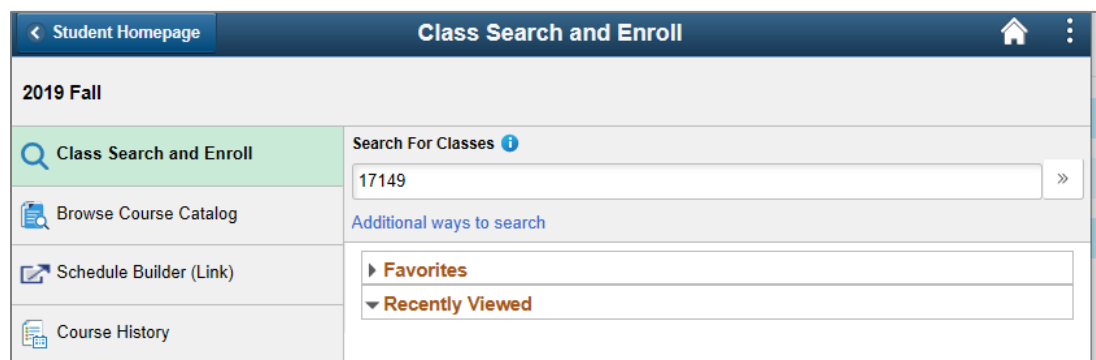 Student Homepage
Class Search and Enroll
2019 Fall
Class Search and Enroll
Browse Course Catalog
Schedule Builder (Link)
Course History
Search For Classes
17149
Additional ways to search
Favorites
Recently Viewed